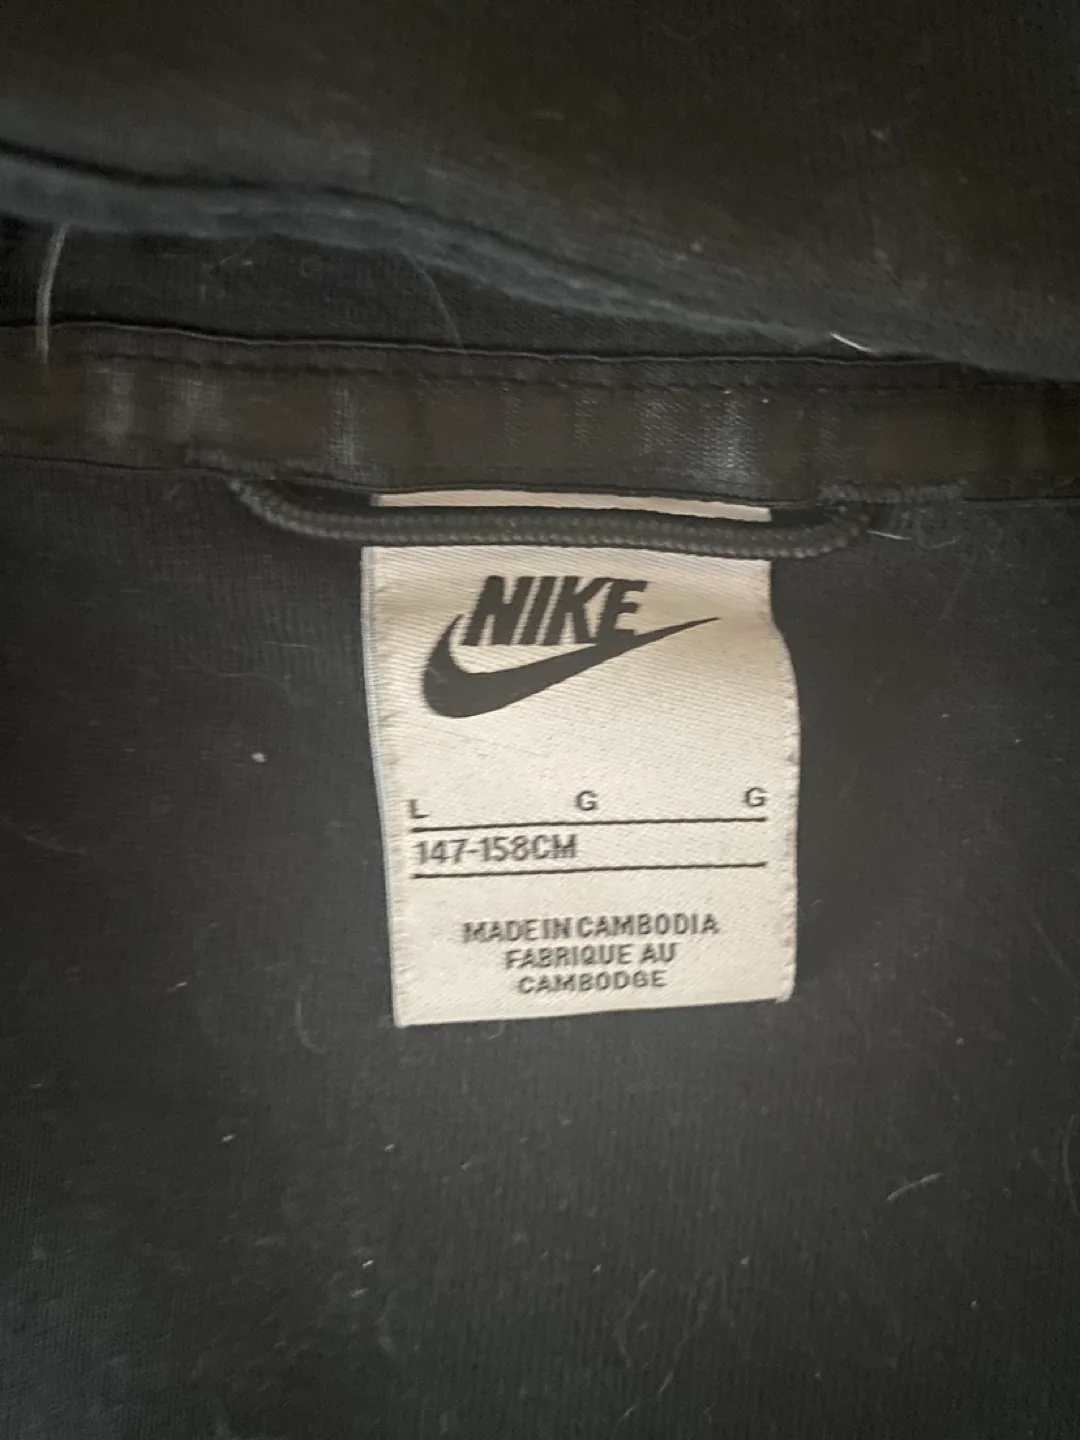 NIKE
L G G
147-158CM
MADE IN CAMBODIA
FABRIQUE AU
CAMBODGE